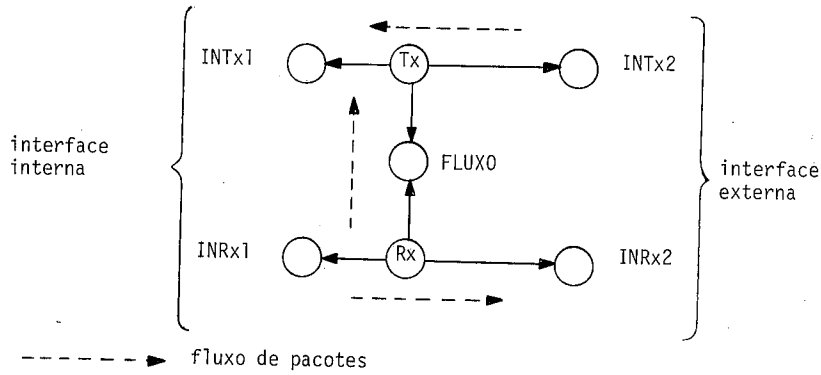 INTx1
Tx
INTx2
interface
interna
FLUXO
interface
externa
INRx1
Rx
INRx2
fluxo de pacotes